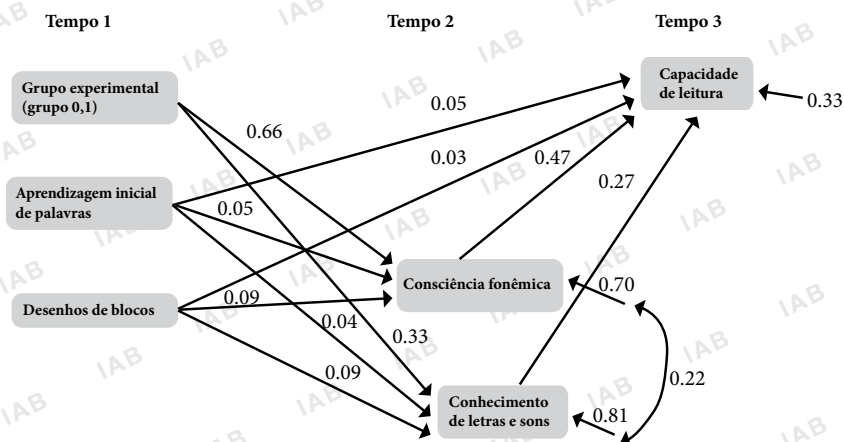 Tempo 1
Tempo 2
Tempo 3
Grupo experimental
(grupo 0,1)
Capacidade
de leitura
0.33
0.05
0.66
0.03
0.47
0.27
Aprendizagem inicial
de palavras
0.05
Consciência fonêmica
0.70
Desenhos de blocos
0.09
0.04
0.33
0.09
0.22
Conhecimento
de letras e sons
0.81
IAB